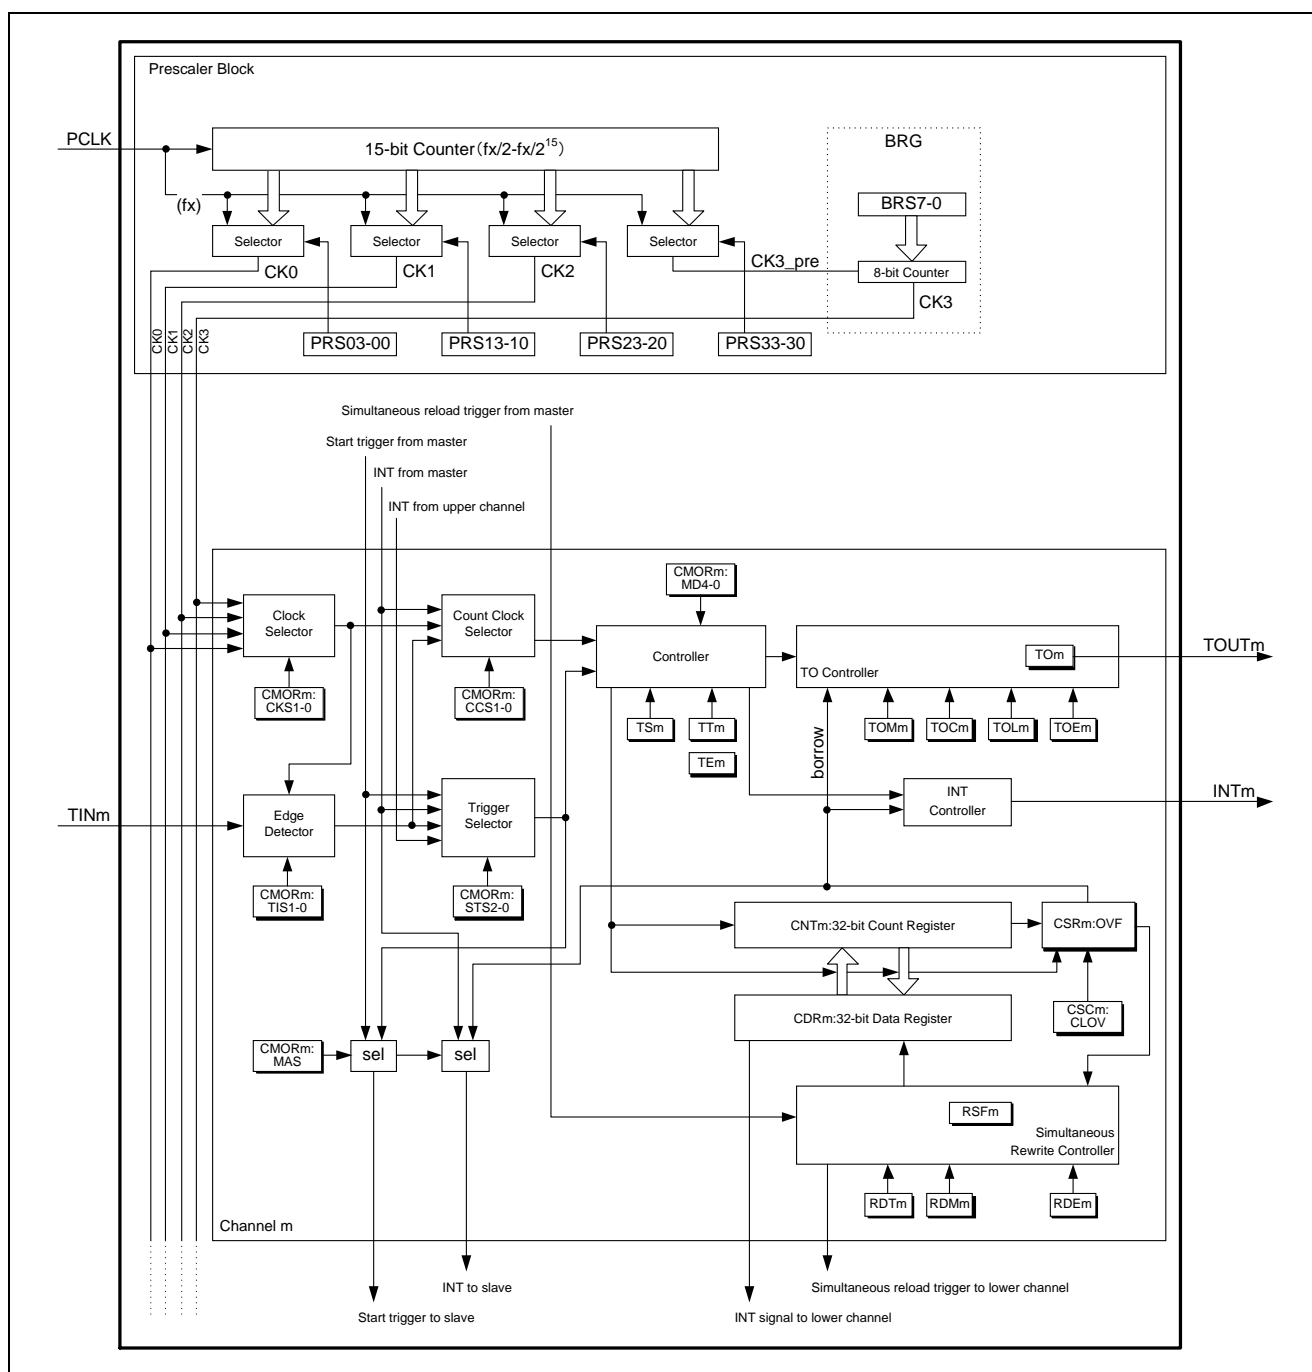 Prescaler Block
PCLK
15-bit Counter(fx/2-fx/2¹⁵)
BRG
(fx)
BRS7-0
Selector
Selector
Selector
Selector
CK0
CK1
CK2
CK3_pre
8-bit Counter
CK3
CK0
CK1
CK2
CK3
PRS03-00
PRS13-10
PRS23-20
PRS33-30
Simultaneous reload trigger from master
Start trigger from master
INT from master
INT from upper channel
CMORm:
MD4-0
Clock
Selector
Count Clock
Selector
Controller
TOm
TO Controller
TOUTm
CMORm:
CKS1-0
CMORm:
CCS1-0
TSm
TTm
TEm
borrow
TOMm
TOCm
TOLm
TOEm
TINm
Edge
Detector
Trigger
Selector
INT
Controller
INTm
CMORm:
TIS1-0
CMORm:
STS2-0
CNTm:32-bit Count Register
CSRm:OVF
CDRm:32-bit Data Register
CSCm:
CLOV
CMORm:
MAS
sel
sel
RSFm
Simultaneous
Rewrite Controller
RDTm
RDMm
RDEm
Channel m
INT to slave
Simultaneous reload trigger to lower channel
Start trigger to slave
INT signal to lower channel